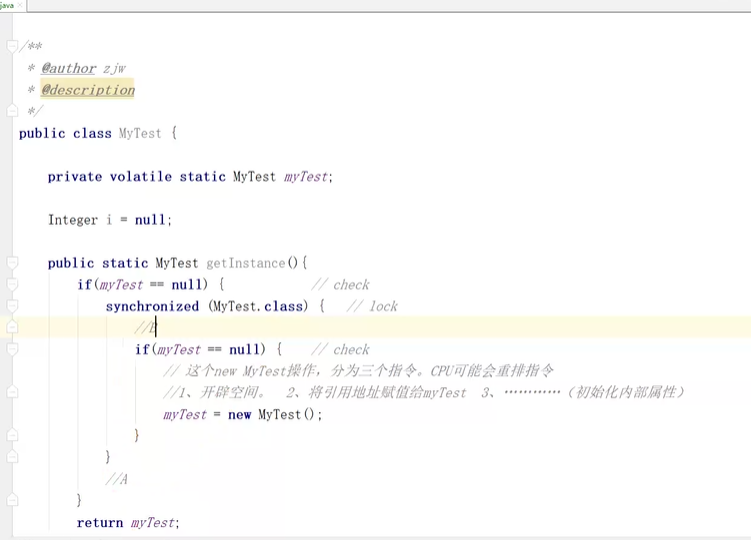 java
/**
* @author zjw
* @description
*/
public class MyTest {
private volatile static MyTest myTest;
Integer i = null;
public static MyTest getInstance(){
if(myTest == null) { // check
synchronized (MyTest.class) { // lock
//B
if(myTest == null) { // check
// 这个new MyTest操作，分为三个指令。CPU可能会重排指令
//1、开辟空间。 2、将引用地址赋值给myTest 3、…………（初始化内部属性）
myTest = new MyTest();
}
}
//A
}
return myTest;